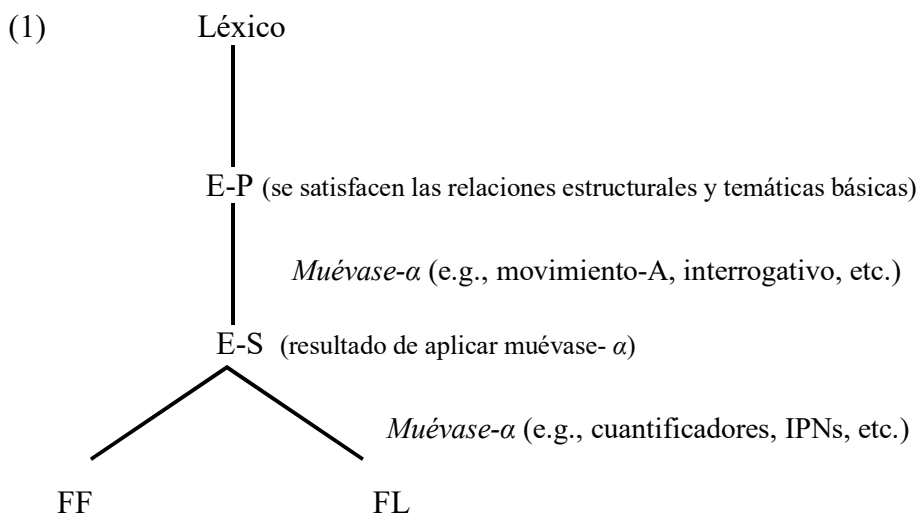 (1) Léxico
E-P (se satisfacen las relaciones estructurales y temáticas básicas)
Muévase-α (e.g., movimiento-A, interrogativo, etc.)
E-S (resultado de aplicar muévase- α)
Muévase-α (e.g., cuantificadores, IPNs, etc.)
FF FL